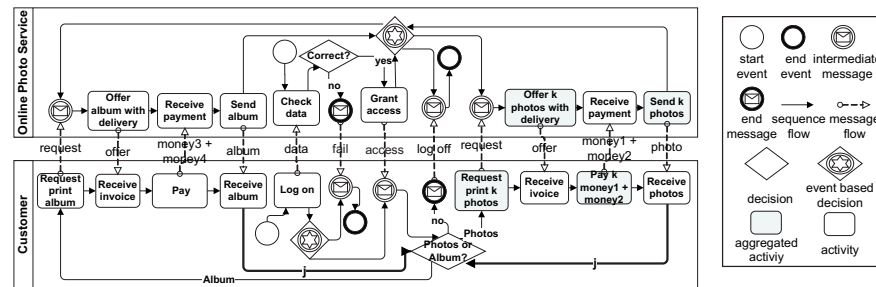 Online Photo Service
Correct?
yes
no
Offer
album with
delivery
Receive
payment
Send
album
Check
data
Grant
access
Offer k
photos with
delivery
Receive
payment
Send k
photos
request
offer
money3 +
money4
album
data
fail
access
log off
request
offer
money1 +
money2
photo
Customer
Request
print
album
Receive
invoice
Pay
Receive
album
Log on
no
Photos
Photos or
Album?
Request
print k
photos
Receive
ivoice
Pay k
money1 +
money2
Receive
photos
j
j
Album
start
event
end
event
intermediate
message
end
message
sequence
flow
message
flow
decision
event based
decision
aggregated
activiy
activity